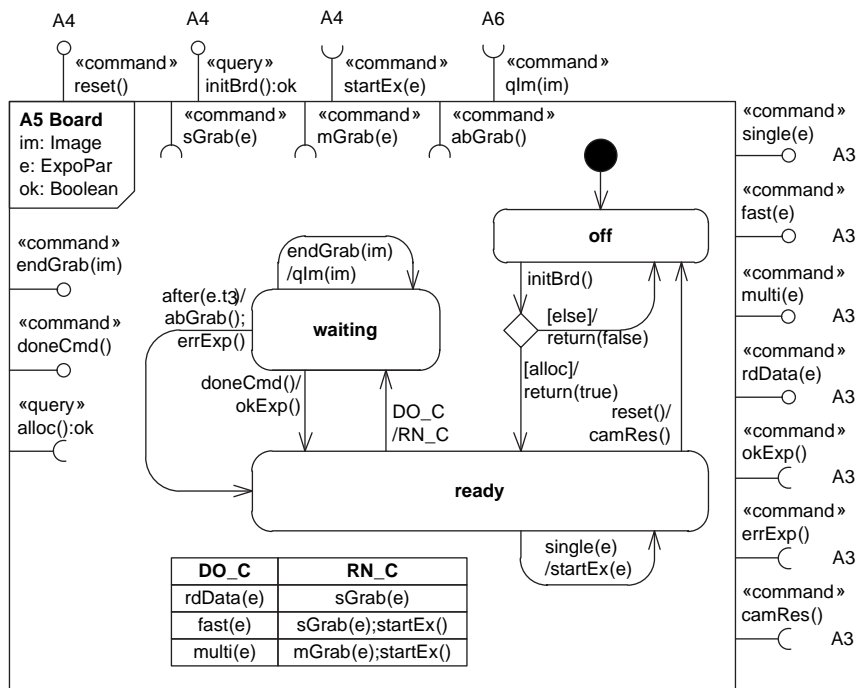 A4
A4
A4
A6
«command»
reset()
«query»
initBrd():ok
«command»
startEx(e)
«command»
qIm(im)
A5 Board
im: Image
e: ExpoPar
ok: Boolean
«command»
sGrab(e)
«command»
mGrab(e)
«command»
abGrab()
«command»
single(e)
A3
«command»
fast(e)
A3
«command»
multi(e)
A3
«command»
rdData(e)
A3
«command»
okExp()
A3
«command»
errExp()
A3
«command»
camRes()
A3
«command»
endGrab(im)
«command»
doneCmd()
«query»
alloc():ok
off
initBrd()
[else]/
return(false)
[alloc]/
return(true)
reset()/
camRes()
endGrab(im)
/qIm(im)
waiting
after(e.t3)/
abGrab();
errExp()
doneCmd()/
okExp()
DO_C
/RN_C
ready
single(e)
/startEx(e)
DO_C RN_C
rdData(e) sGrab(e)
fast(e) sGrab(e);startEx()
multi(e) mGrab(e);startEx()